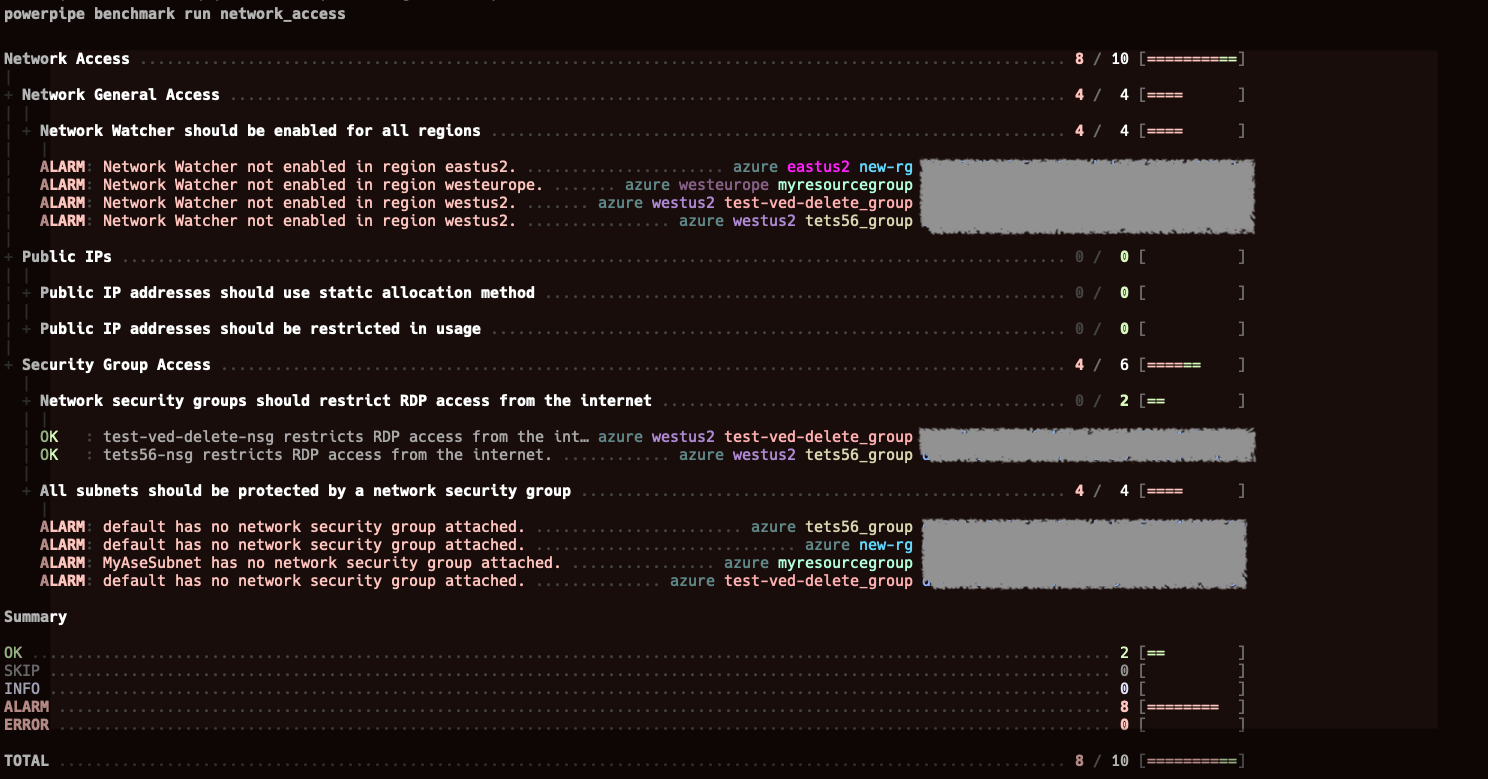 powerpipe benchmark run network_access
Network Access ........................................................................................................ 8 / 10 [==========]
+ Network General Access ............................................................................................. 4 / 4 [==== ]
+ Network Watcher should be enabled for all regions ................................................................ 4 / 4 [==== ]
ALARM: Network Watcher not enabled in region eastus2. ........................ azure eastus2 new-rg
ALARM: Network Watcher not enabled in region westeurope. ....... azure westeurope myresourcegroup
ALARM: Network Watcher not enabled in region westus2. ....... azure westus2 test-ved-delete_group
ALARM: Network Watcher not enabled in region westus2. ................ azure westus2 tets56_group
+ Public IPs ......................................................................................................... 0 / 0 [ ]
+ Public IP addresses should use static allocation method .......................................................... 0 / 0 [ ]
+ Public IP addresses should be restricted in usage ................................................................ 0 / 0 [ ]
+ Security Group Access .............................................................................................. 4 / 6 [====== ]
+ Network security groups should restrict RDP access from the internet ............................................. 0 / 2 [== ]
OK : test-ved-delete-nsg restricts RDP access from the int… azure westus2 test-ved-delete_group
OK : tets56-nsg restricts RDP access from the internet. ............. azure westus2 tets56_group
+ All subnets should be protected by a network security group ...................................................... 4 / 4 [==== ]
ALARM: default has no network security group attached. ........................ azure tets56_group
ALARM: default has no network security group attached. .............................. azure new-rg
ALARM: MyAseSubnet has no network security group attached. ................. azure myresourcegroup
ALARM: default has no network security group attached. .............. azure test-ved-delete_group
Summary
OK ........................................................................................................................ 2 [== ]
SKIP ...................................................................................................................... 0 [ ]
INFO ...................................................................................................................... 0 [ ]
ALARM ..................................................................................................................... 8 [======== ]
ERROR ..................................................................................................................... 0 [ ]
TOTAL ................................................................................................................ 8 / 10 [==========]